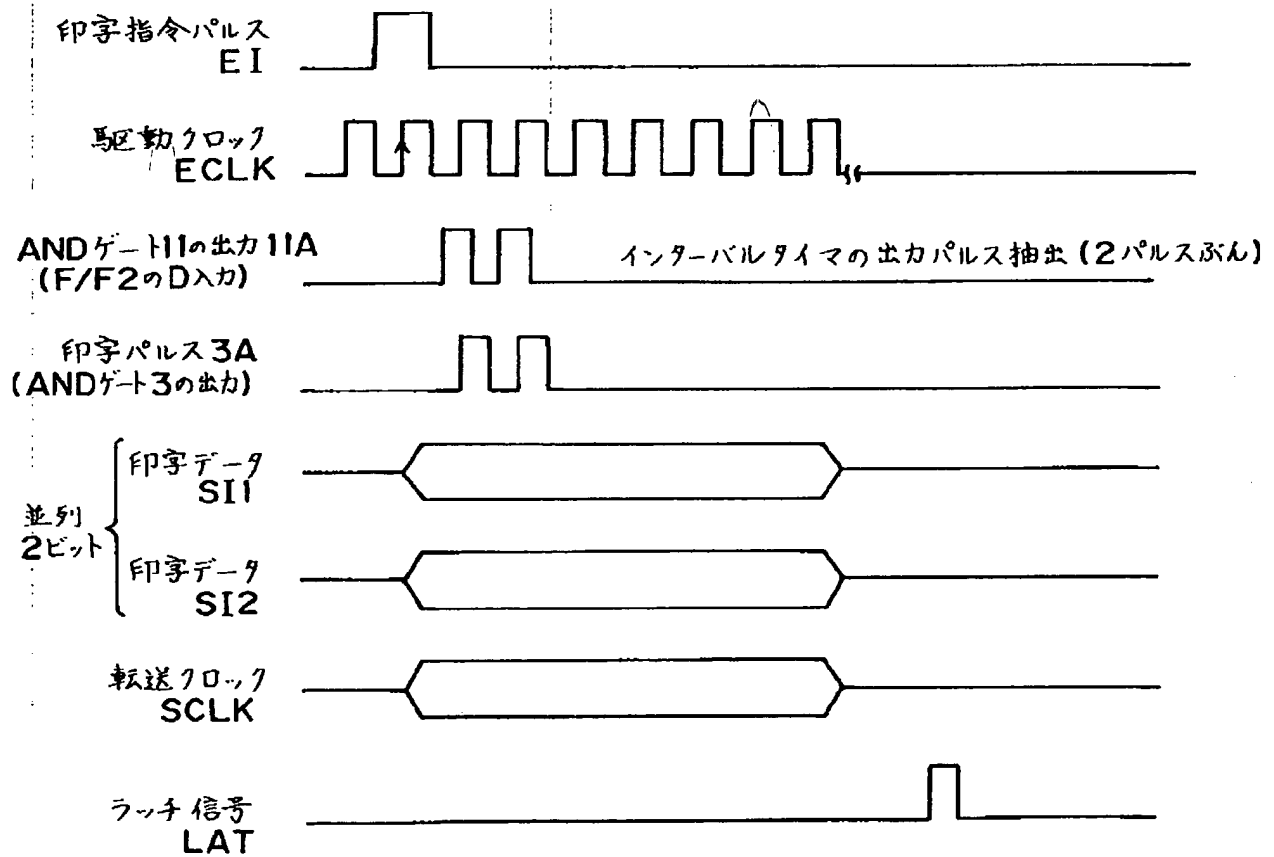 印字指令パルス
EI
駆動クロック
ECLK
ANDゲート11の出力11A
(F/F2のD入力)
インターバルタイマの出力パルス抽出(2パルスぶん)
印字パルス3A
(ANDゲート3の出力)
並列
2ビット
印字データ
SI1
印字データ
SI2
転送クロック
SCLK
ラッチ信号
LAT